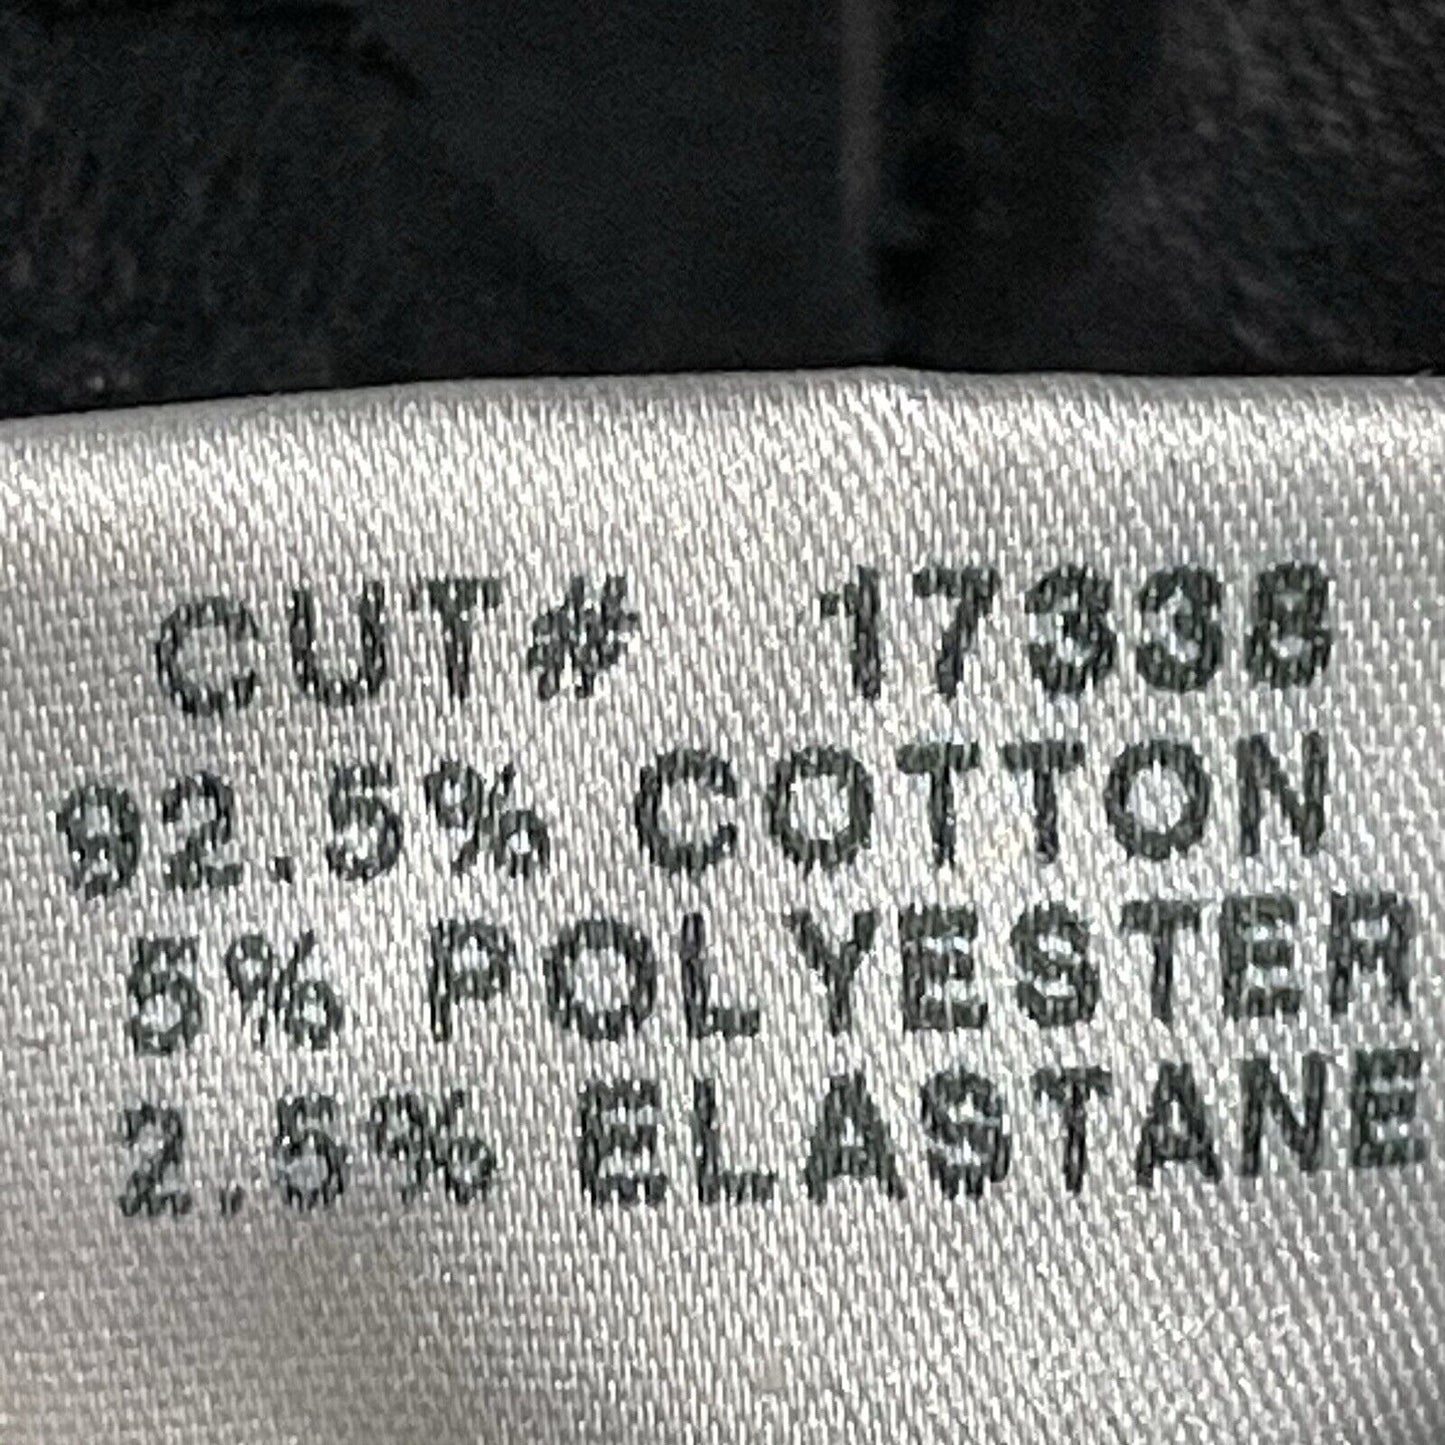 CUT# 17338
92.5% COTTON
5% POLYESTER
2.5% ELASTANE